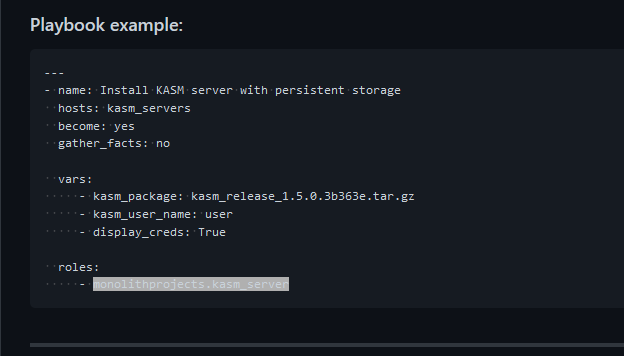 Playbook example:
---
- name: Install KASM server with persistent storage
  hosts: kasm_servers
  become: yes
  gather_facts: no
  vars:
     - kasm_package: kasm_release_1.5.0.3b363e.tar.gz
     - kasm_user_name: user
     - display_creds: True
  roles:
     - monolithprojects.kasm_server